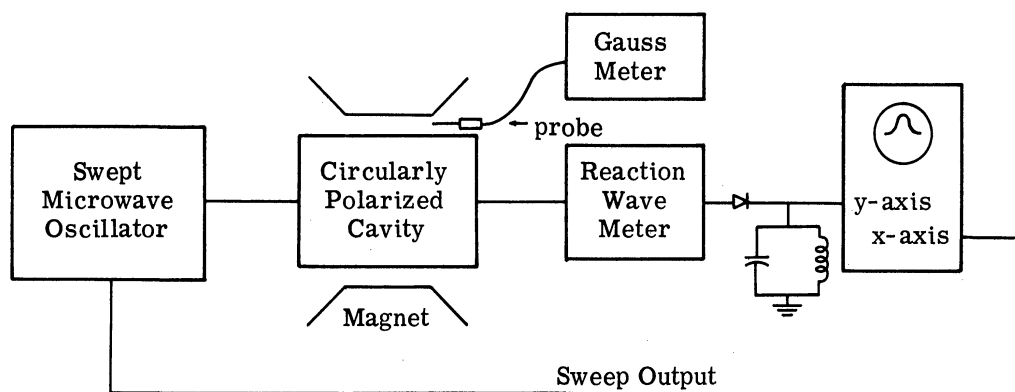 Gauss
Meter
probe
Swept
Microwave
Oscillator
Circularly
Polarized
Cavity
Reaction
Wave
Meter
y-axis
x-axis
Magnet
Sweep Output